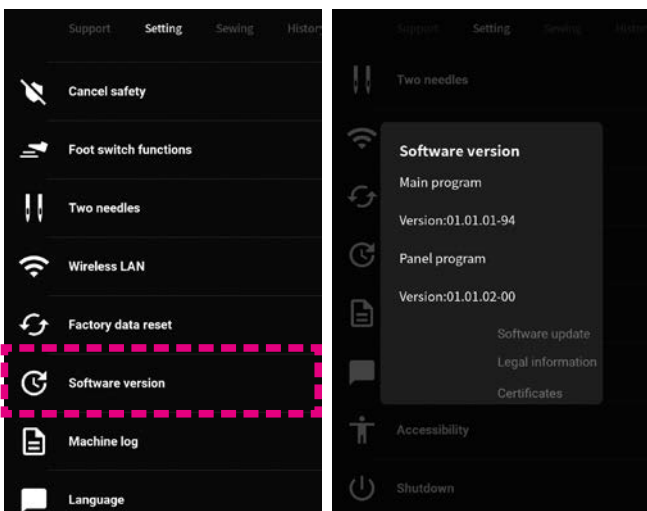 Support Setting Sewing History
Cancel safety
Foot switch functions
Two needles
Wireless LAN
Factory data reset
Software version
Machine log
Language
Support Setting Sewing
Two needles
Software version
Main program
Version:01.01.01-94
Panel program
Version:01.01.02-00
Software update
Legal information
Certificates
Accessibility
Shutdown